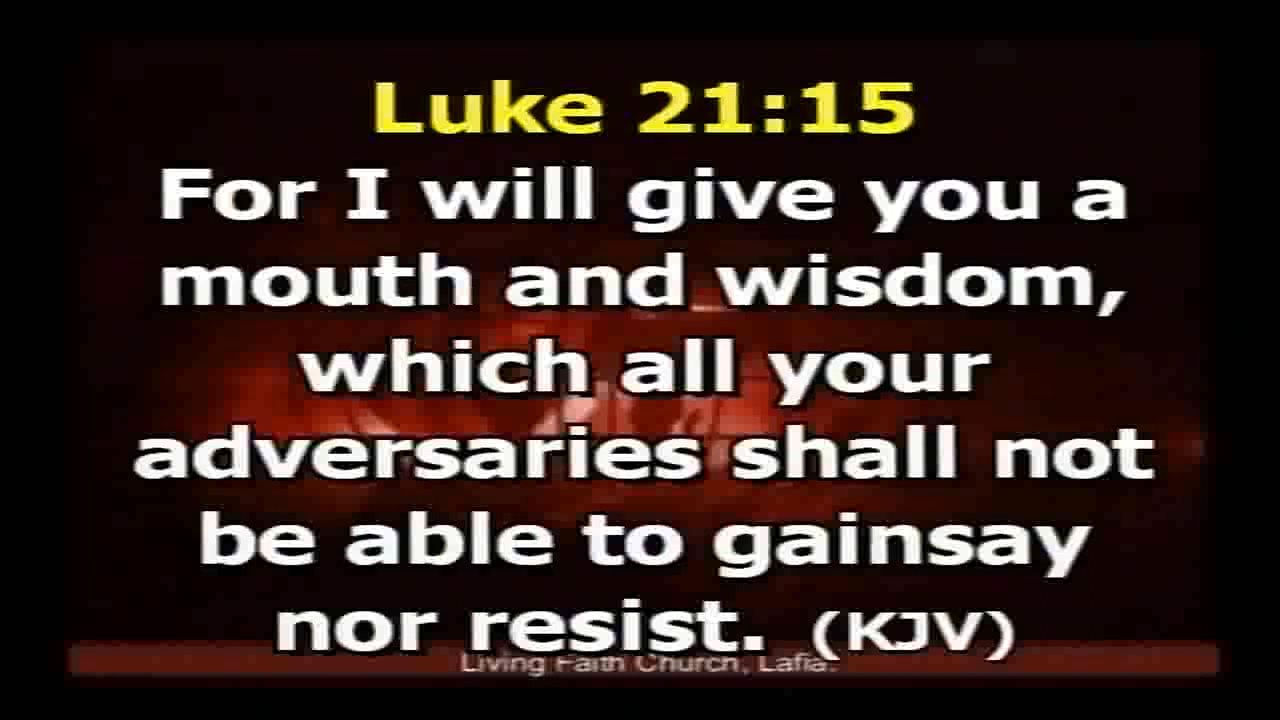 Luke 21:15
For I will give you a
mouth and wisdom,
which all your
adversaries shall not
be able to gainsay
nor resist. (KJV)
Living Faith Church, Lafia.